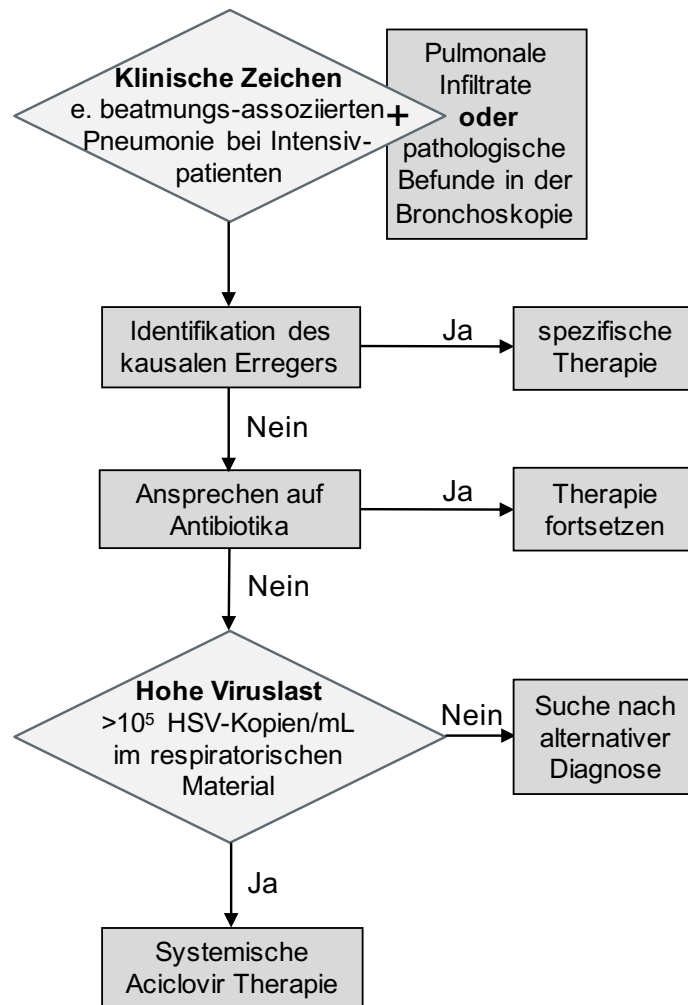 Klinische Zeichen
e. beatmungs-assoziierten
Pneumonie bei Intensiv-
patienten
+
Pulmonale
Infiltrate
oder
pathologische
Befunde in der
Bronchoskopie
Identifikation des
kausalen Erregers
Ja
spezifische
Therapie
Nein
Ansprechen auf
Antibiotika
Ja
Therapie
fortsetzen
Nein
Hohe Viruslast
>10⁵ HSV-Kopien/mL
im respiratorischen
Material
Nein
Suche nach
alternativer
Diagnose
Ja
Systemische
Aciclovir Therapie